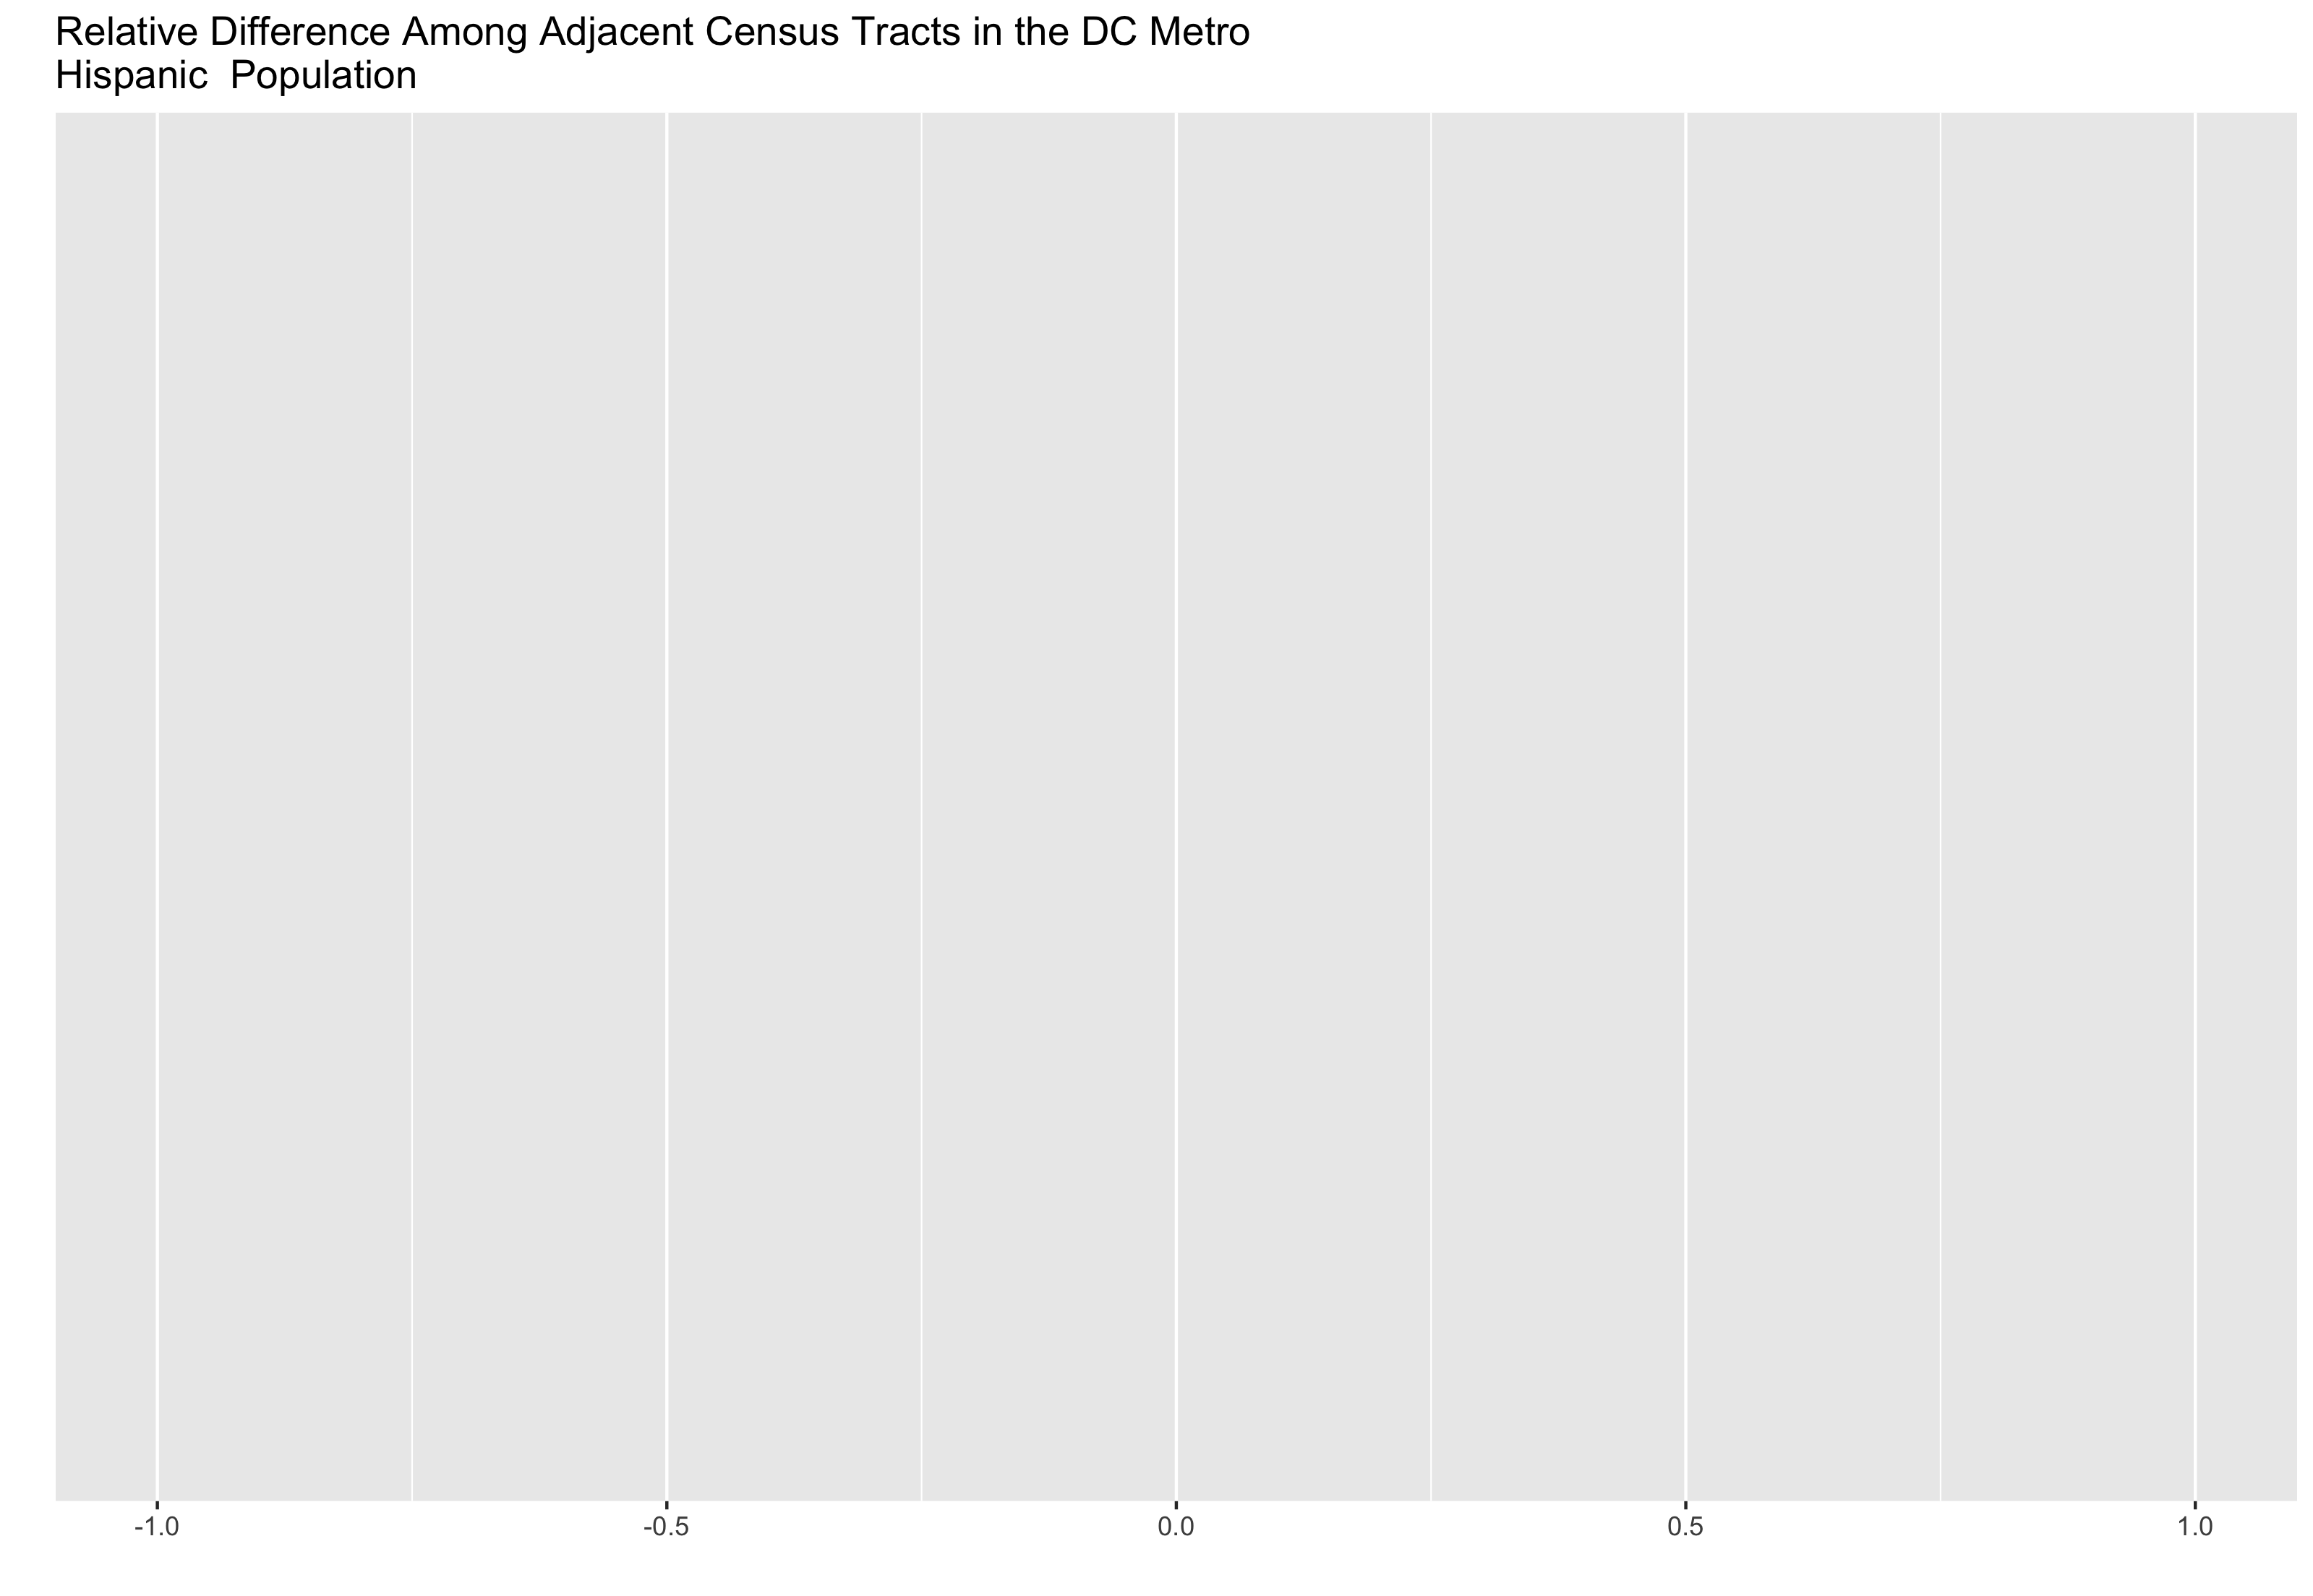 Relative Difference Among Adjacent Census Tracts in the DC Metro
Hispanic  Population
-1.0 -0.5 0.0 0.5 1.0